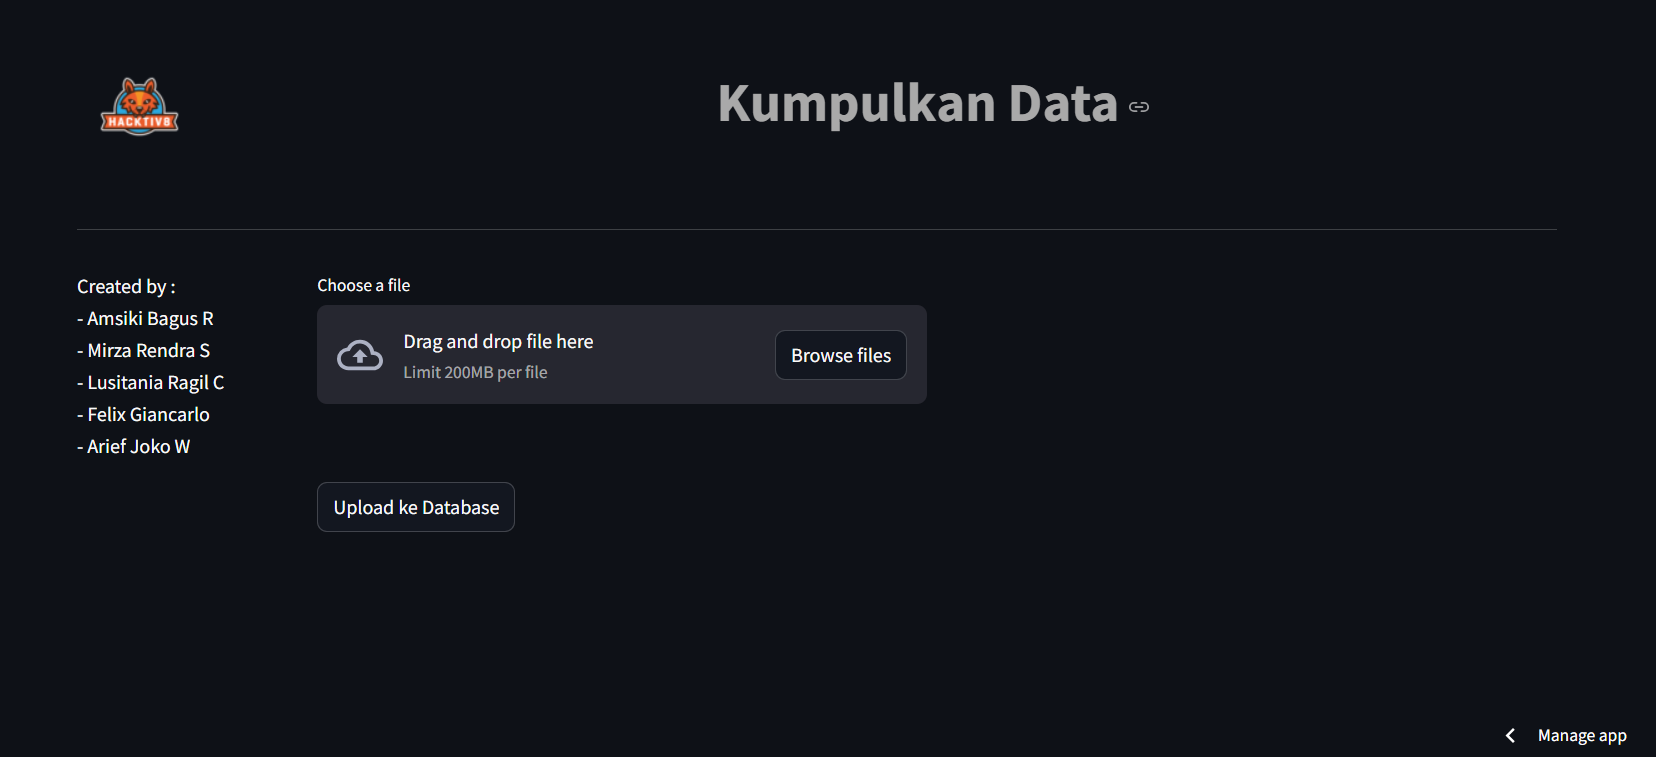 HACKTIV8
Kumpulkan Data
Created by :
- Amsiki Bagus R
- Mirza Rendra S
- Lusitania Ragil C
- Felix Giancarlo
- Arief Joko W
Choose a file
Drag and drop file here
Limit 200MB per file
Browse files
Upload ke Database
Manage app